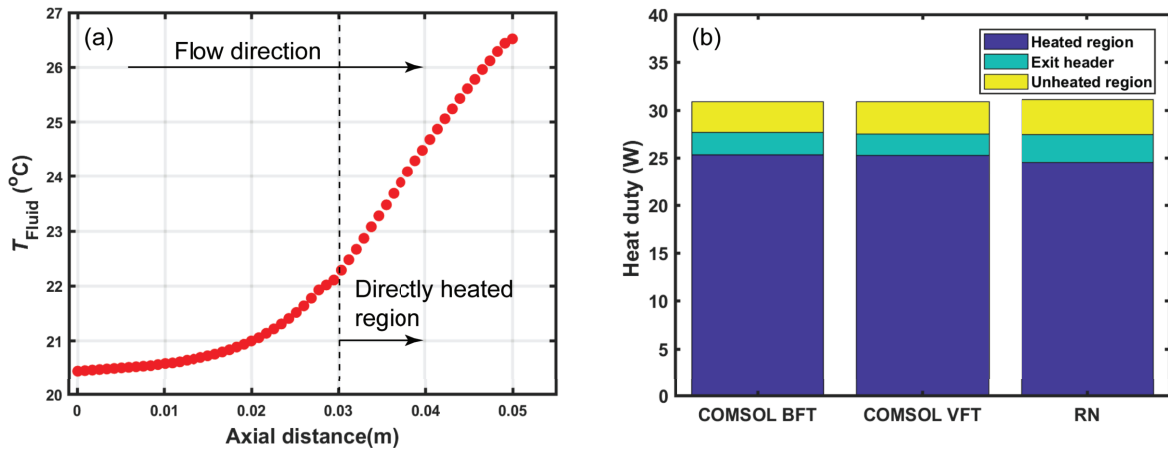 (a)
Flow direction
Directly heated
region
27
26
25
24
23
22
21
20
T_Fluid (°C)
0
0.01
0.02
0.03
0.04
0.05
Axial distance(m)
(b)
Heated region
Exit header
Unheated region
40
35
30
25
20
15
10
5
0
Heat duty (W)
COMSOL BFT
COMSOL VFT
RN